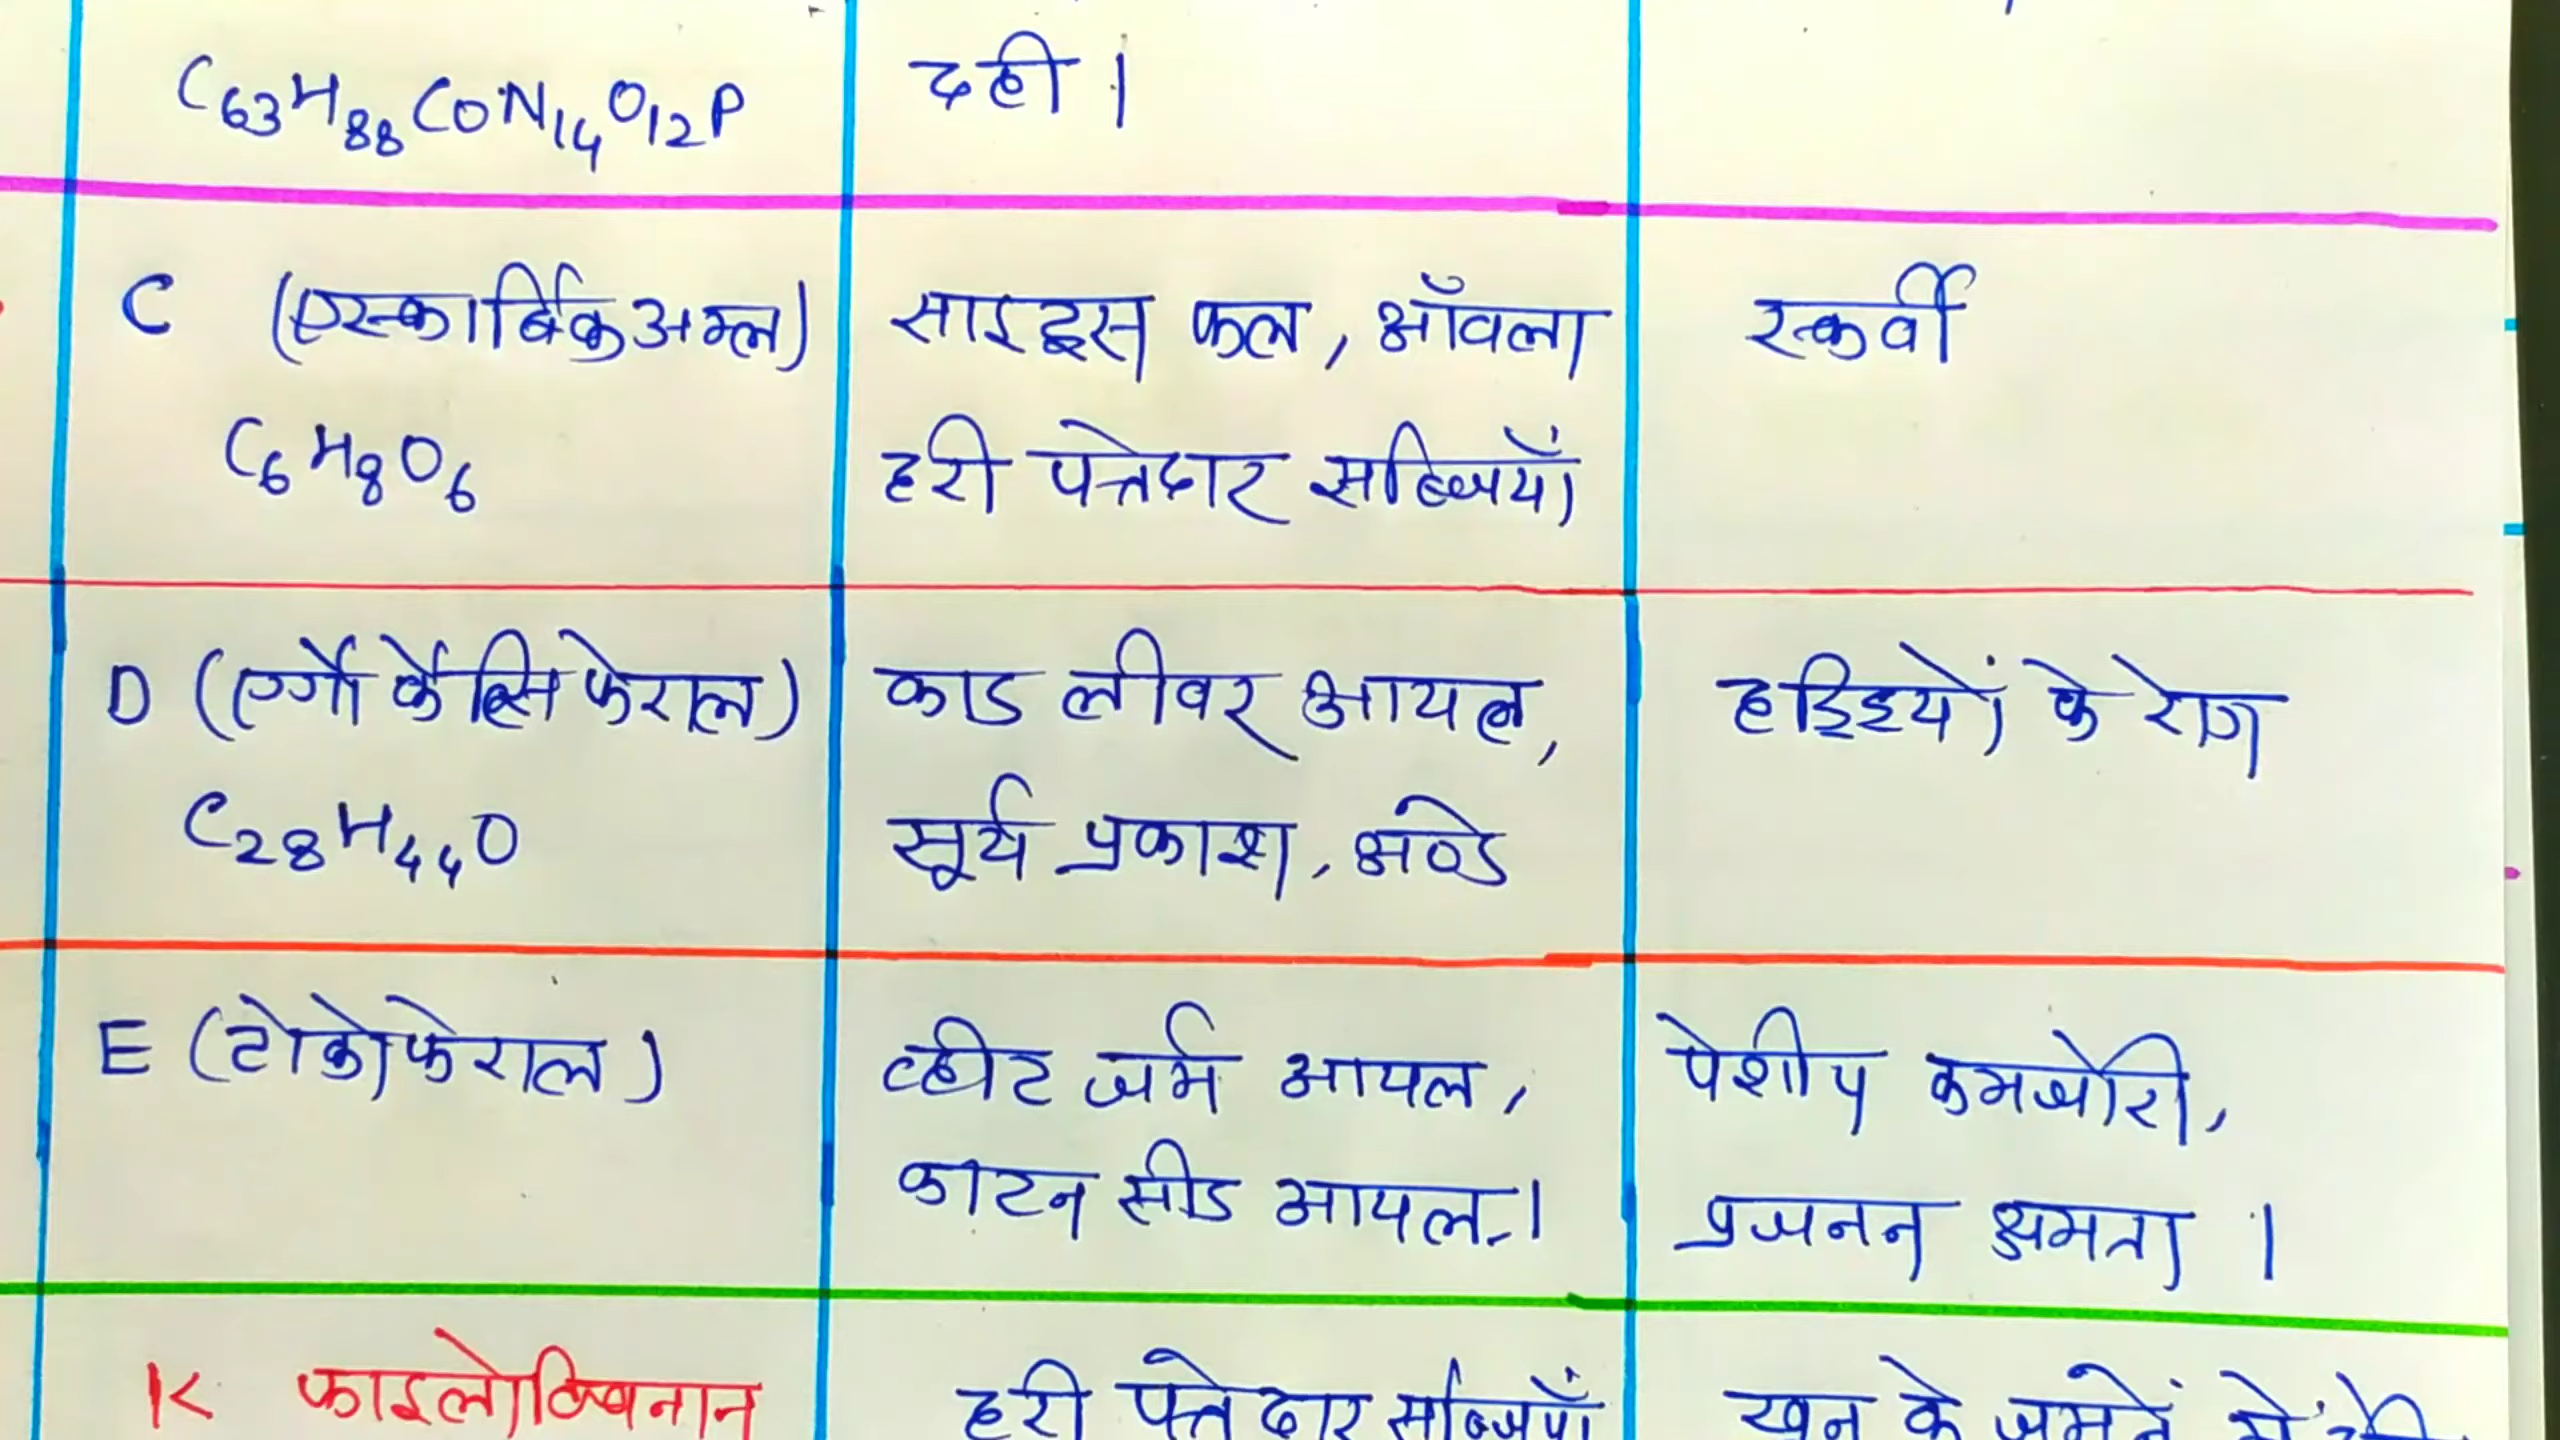 C63H88CoN14O12P
दही।
C (एस्कार्बिक अम्ल)
C6H8O6
साइट्रस फल, आँवला
हरी पत्तेदार सब्जियाँ
स्कर्वी
D (एर्गो कैल्सिफेराल)
C28H44O
काड लीवर आयल,
सूर्य प्रकाश, अण्डे
हड्डियों के रोग
E (टोकोफेराल)
व्हीट जर्म आयल,
काटन सीड आयल।
पेशीय कमजोरी,
प्रजनन क्षमता।
K फाइलोक्विनान
हरी पत्तेदार सब्जियाँ
खून के जमने में